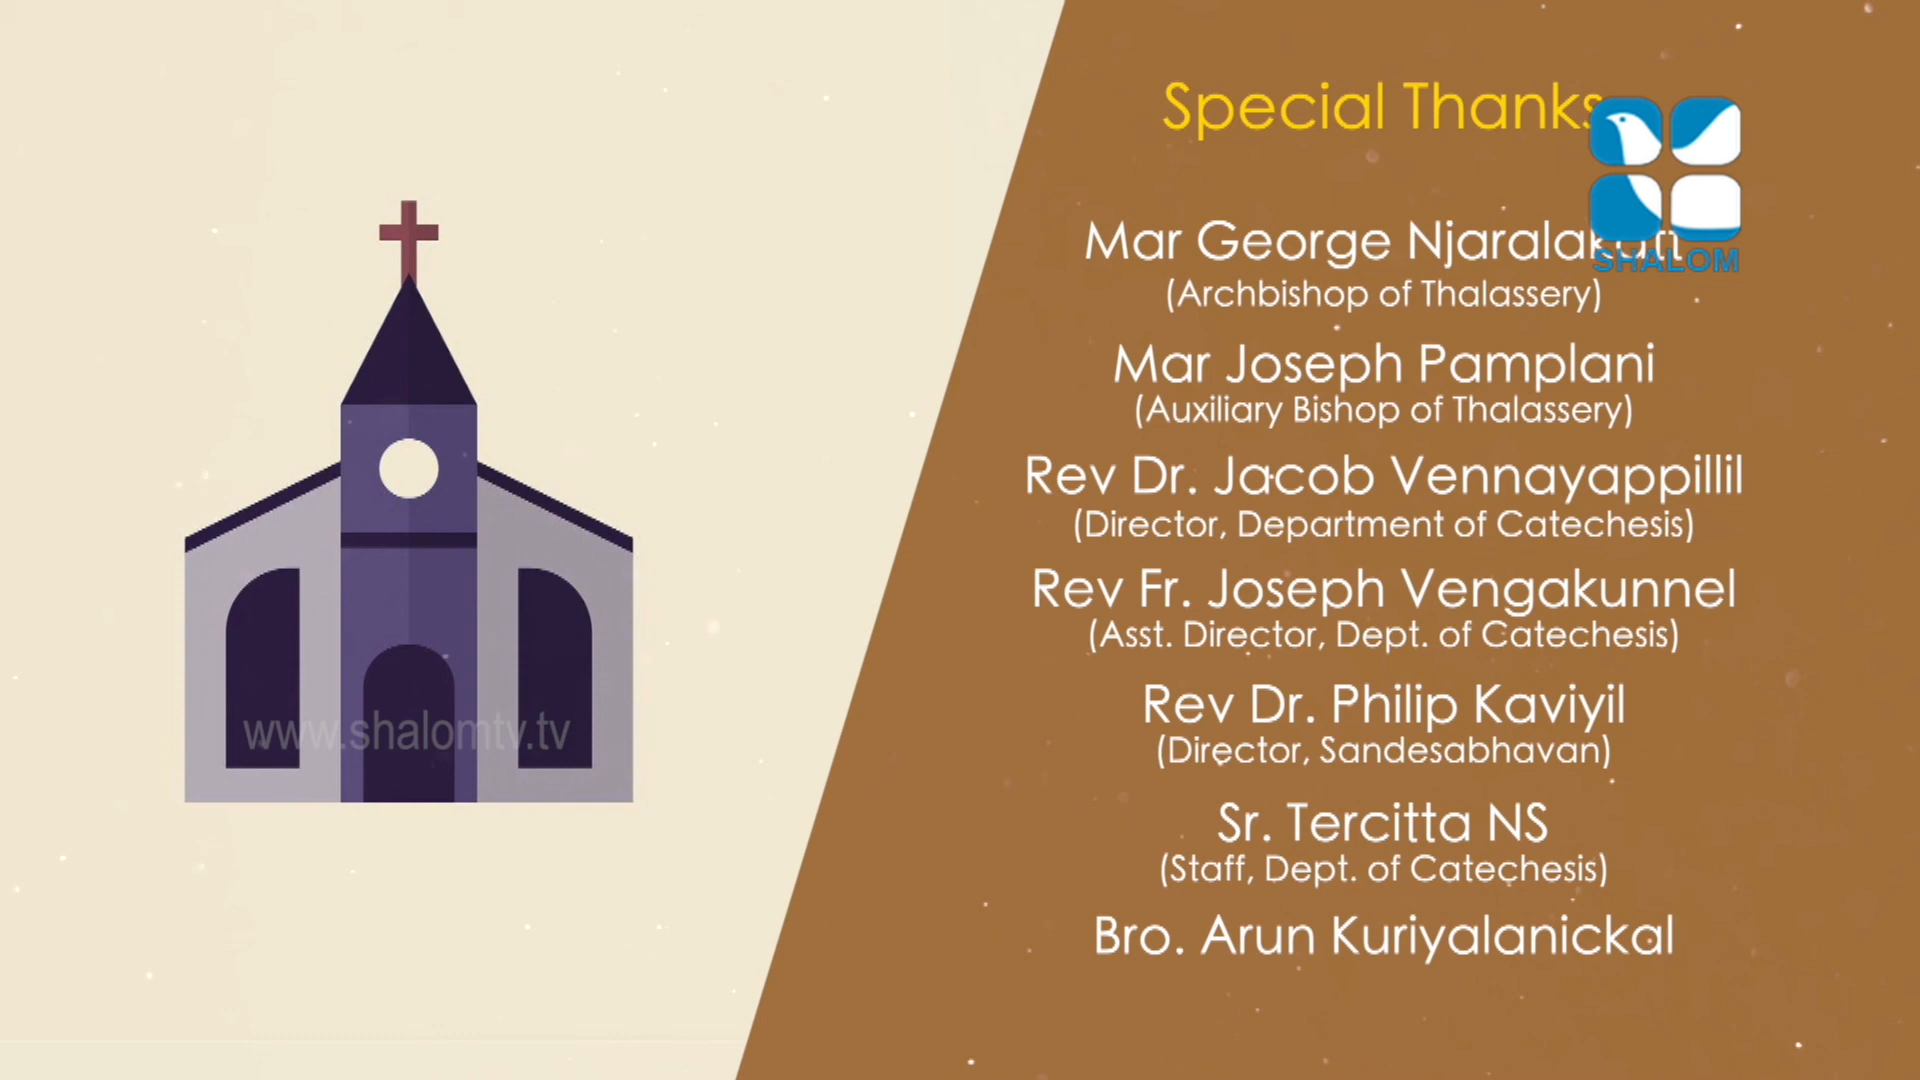 Special Thanks
SHALOM
Mar George
(Archbishop of Thalassery)
Mar Joseph Pamplani
(Auxiliary Bishop of Thalassery)
Rev Dr. Jacob Vennayappillil
(Director, Department of Catechesis)
Rev Fr. Joseph Vengakunnel
(Asst. Director, Dept. of Catechesis)
Rev Dr. Philip Kaviyil
(Director, Sandesabhavan)
Sr. Tercitta NS
(Staff, Dept. of Catechesis)
Bro. Arun Kuriyalanickal
www.shalomtv.tv